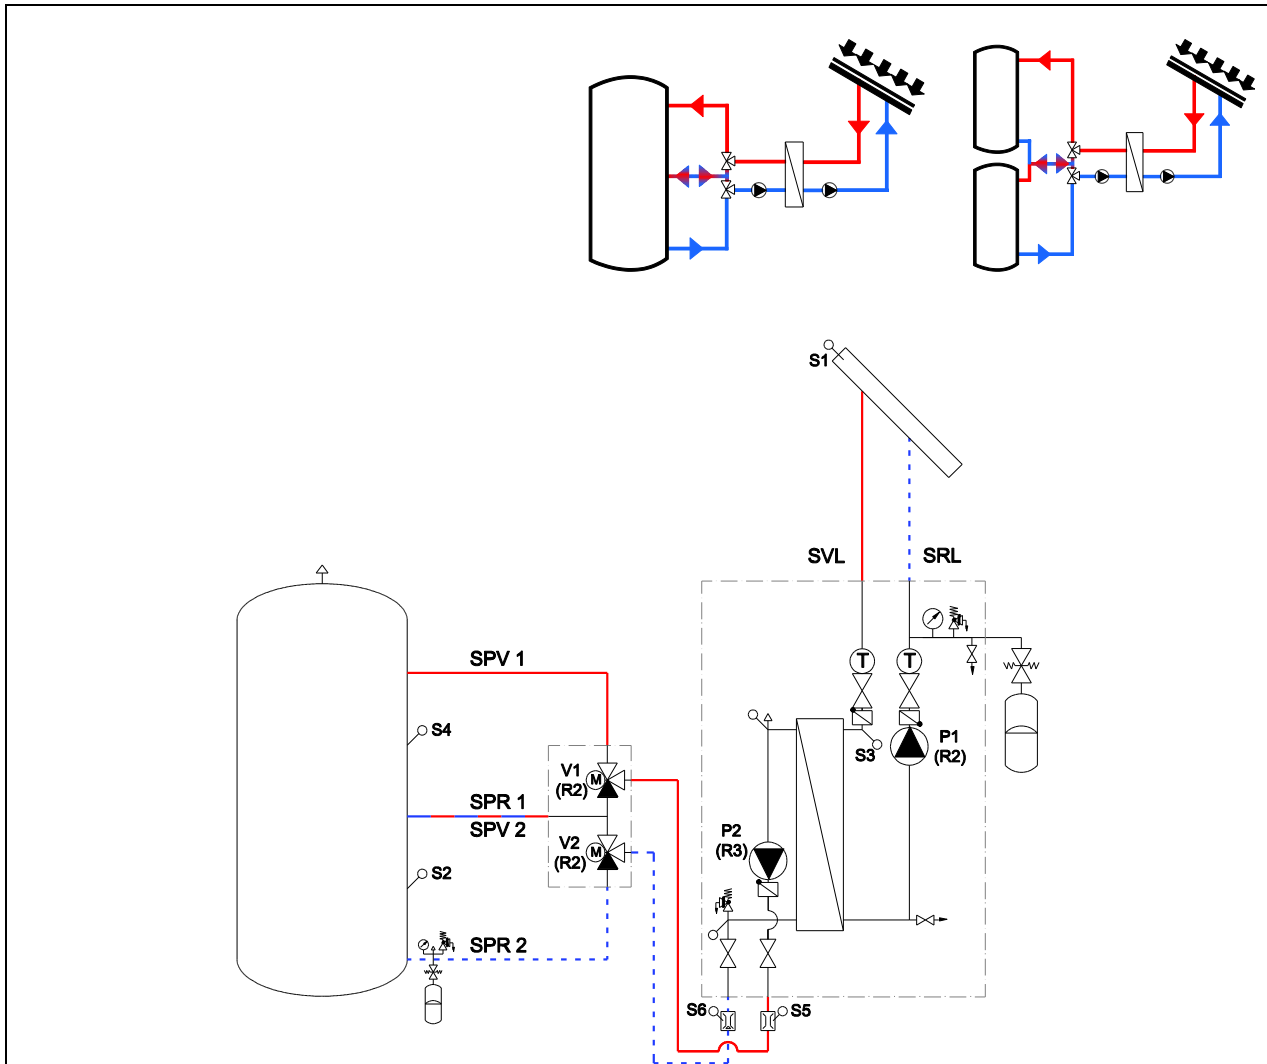 S1
SVL
SRL
SPV 1
T
T
S4
P1
(R2)
S3
V1
(R2)
M
SPR 1
SPV 2
P2
(R3)
V2
(R2)
M
S2
SPR 2
S6
S5